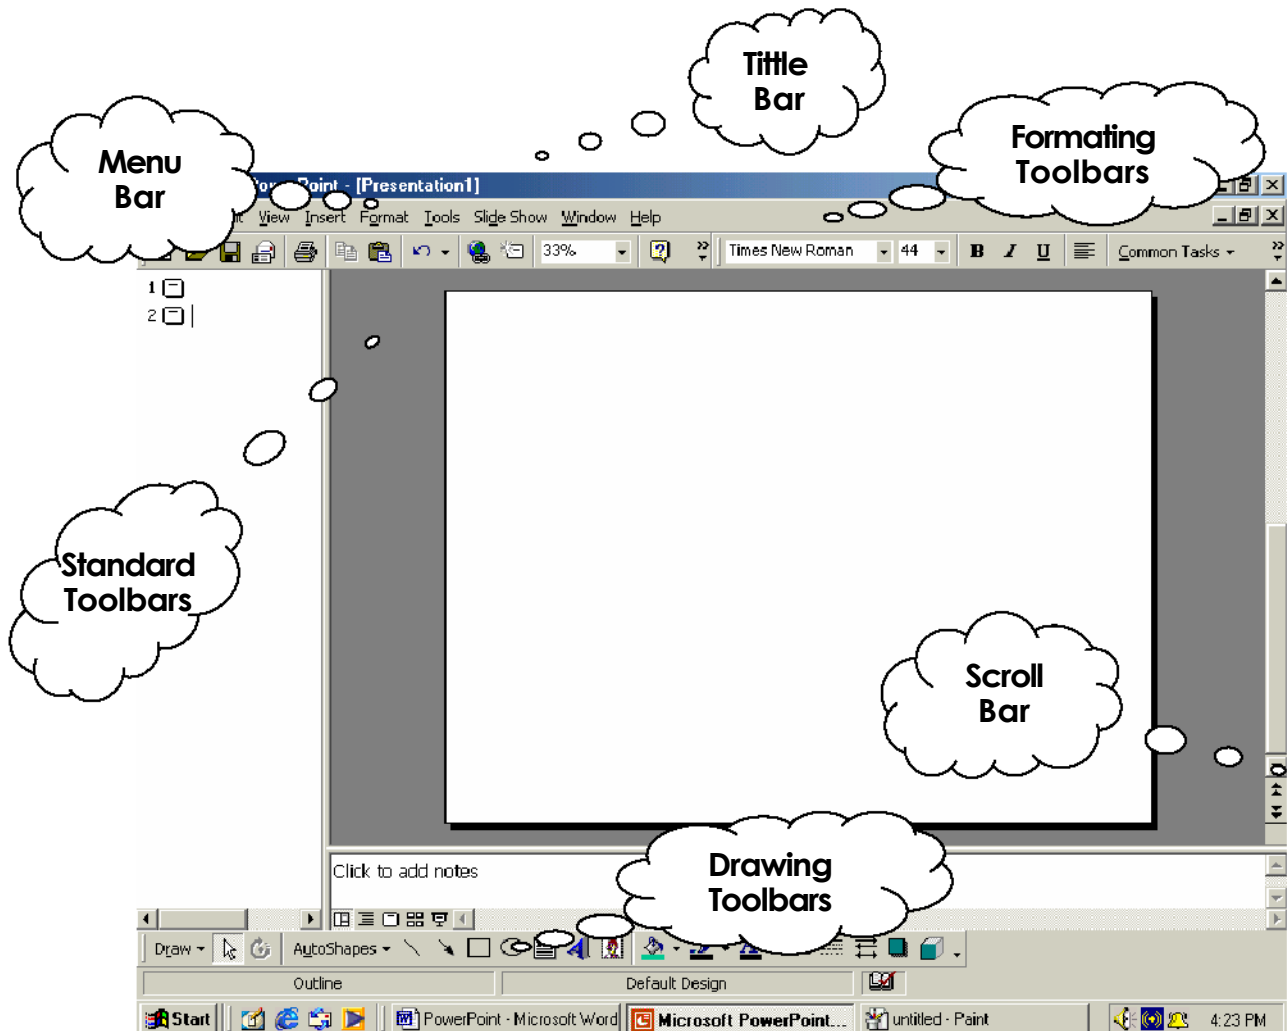 Tittle
Bar
Formating
Toolbars
Menu
Bar
Point - [Presentation1]
View Insert Format Tools Slide Show Window Help
33% Times New Roman 44 B I U Common Tasks
1
2
Standard
Toolbars
Scroll
Bar
Drawing
Toolbars
Click to add notes
Draw AutoShapes
Outline Default Design
Start PowerPoint - Microsoft Word Microsoft PowerPoint... untitled - Paint 4:23 PM